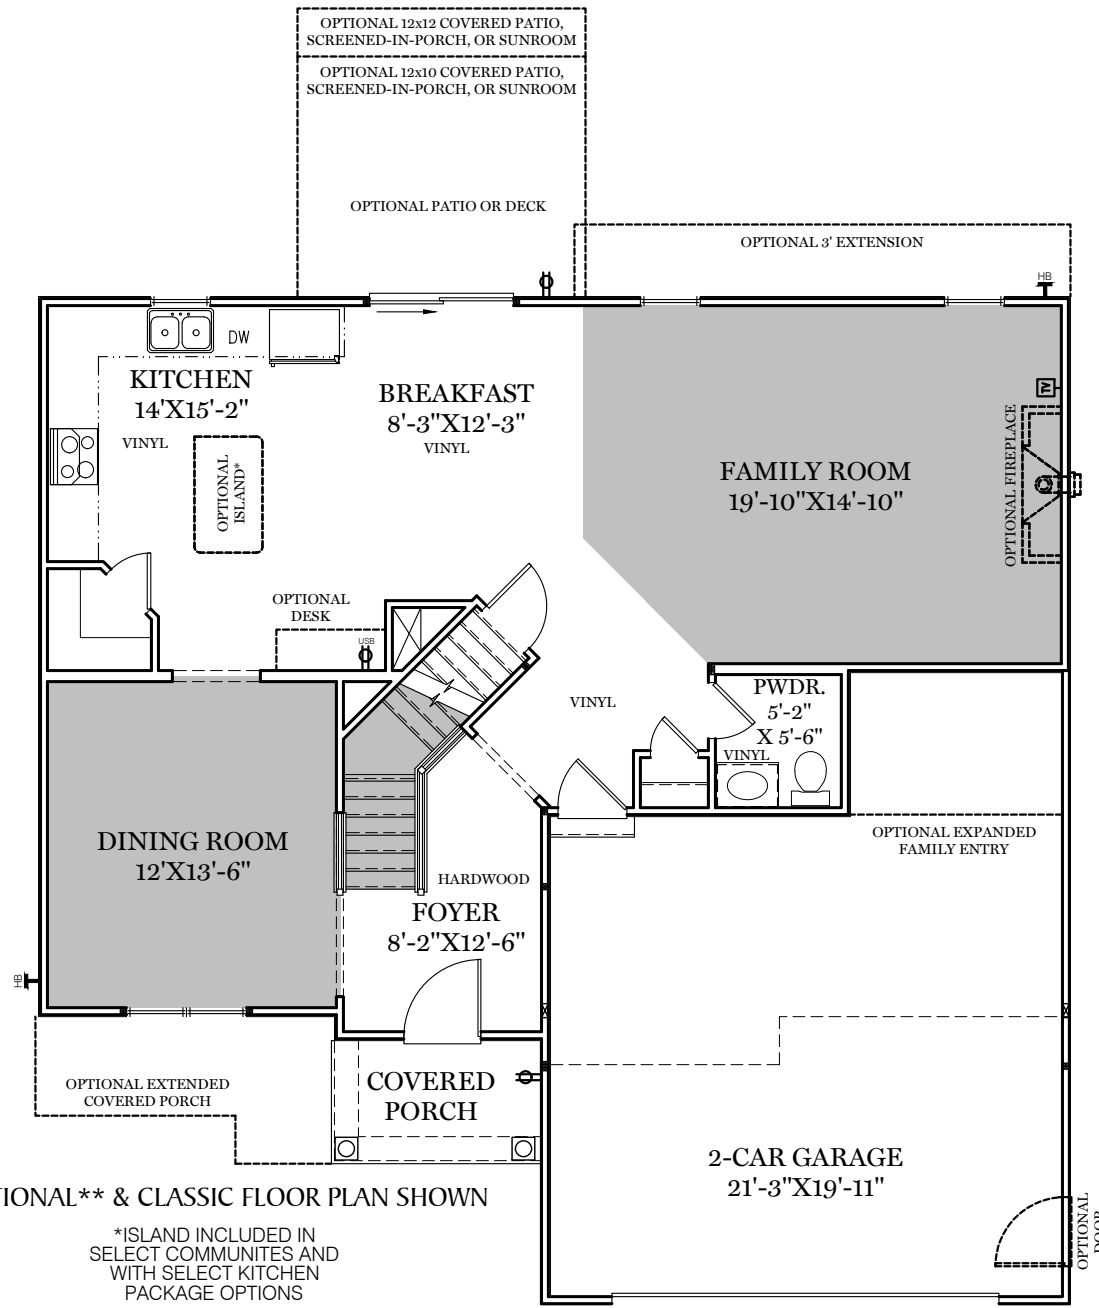 OPTIONAL 12x12 COVERED PATIO,
SCREENED-IN-PORCH, OR SUNROOM
OPTIONAL 12x10 COVERED PATIO,
SCREENED-IN-PORCH, OR SUNROOM
OPTIONAL PATIO OR DECK
OPTIONAL 3' EXTENSION
HB
DW
KITCHEN
14'X15'-2"
VINYL
BREAKFAST
8'-3"X12'-3"
VINYL
TV
OPTIONAL
ISLAND*
FAMILY ROOM
19'-10"X14'-10"
OPTIONAL FIREPLACE
OPTIONAL
DESK
USB
VINYL
PWDR.
5'-2"
X 5'-6"
VINYL
DINING ROOM
12'X13'-6"
OPTIONAL EXPANDED
FAMILY ENTRY
HARDWOOD
FOYER
8'-2"X12'-6"
HB
OPTIONAL EXTENDED
COVERED PORCH
COVERED
PORCH
2-CAR GARAGE
21'-3"X19'-11"
OPTIONAL
DOOR
TIONAL** & CLASSIC FLOOR PLAN SHOWN
*ISLAND INCLUDED IN
SELECT COMMUNITES AND
WITH SELECT KITCHEN
PACKAGE OPTIONS